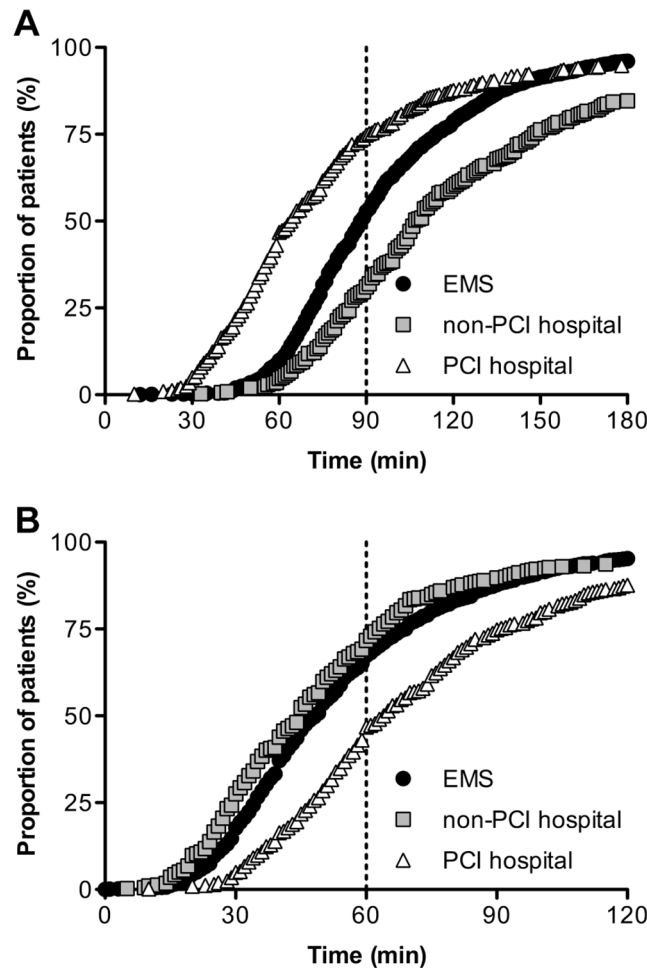 A
Proportion of patients (%)
100
75
50
25
0
EMS
non-PCI hospital
PCI hospital
0 30 60 90 120 150 180
Time (min)
B
Proportion of patients (%)
100
75
50
25
0
EMS
non-PCI hospital
PCI hospital
0 30 60 90 120
Time (min)